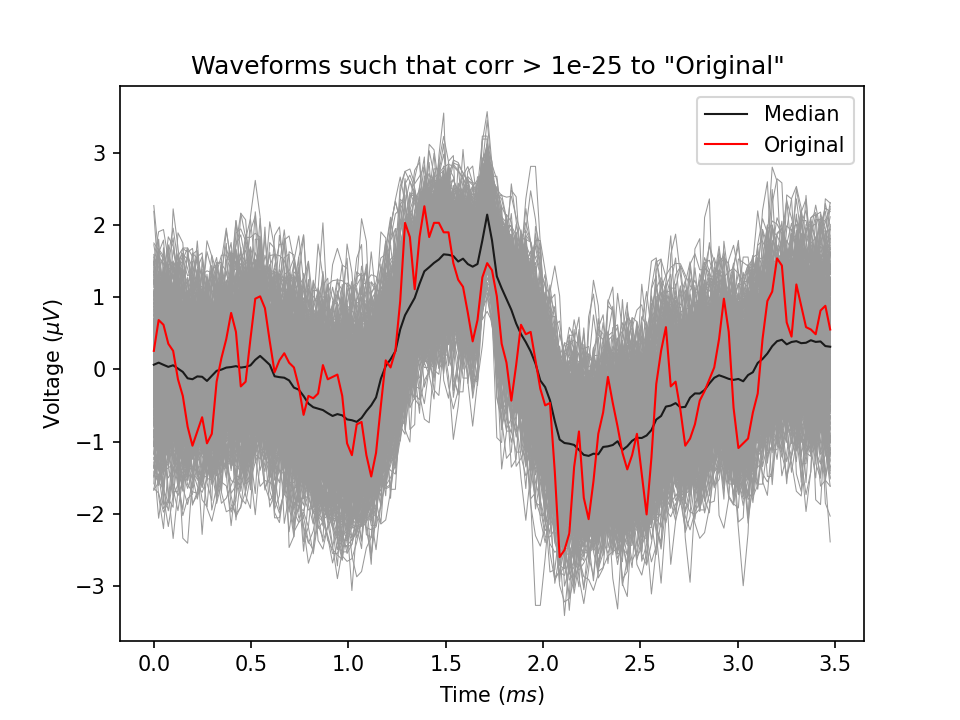 Waveforms such that corr > 1e-25 to "Original"
Median
Original
Voltage (μV)
3
2
1
0
−1
−2
−3
0.0 0.5 1.0 1.5 2.0 2.5 3.0 3.5
Time (ms)